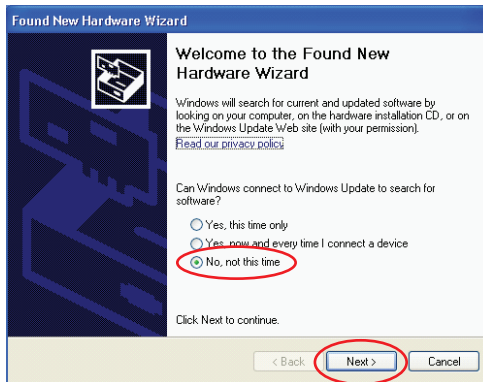 Found New Hardware Wizard
Welcome to the Found New
Hardware Wizard
Windows will search for current and updated software by
looking on your computer, on the hardware installation CD, or on
the Windows Update Web site (with your permission).
Read our privacy policy
Can Windows connect to Windows Update to search for
software?
Yes, this time only
Yes, now and every time I connect a device
No, not this time
Click Next to continue.
< Back
Next >
Cancel